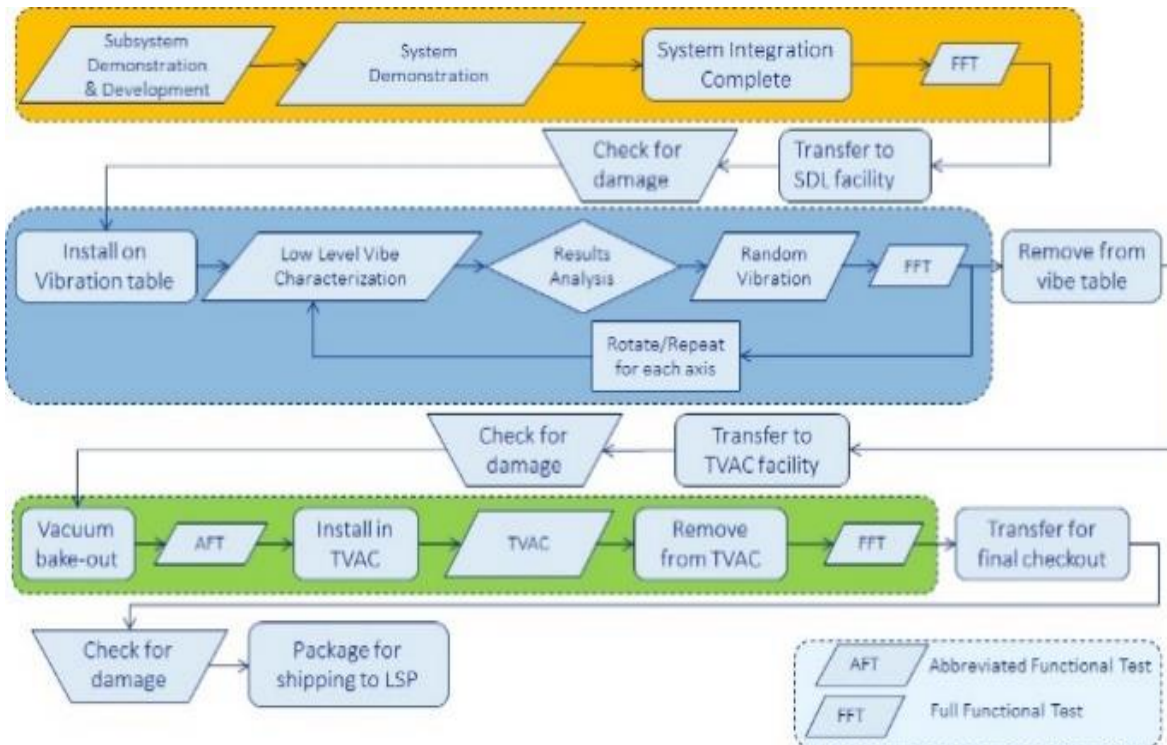 Subsystem
Demonstration
& Development
System
Demonstration
System Integration
Complete
FFT
Check for
damage
Transfer to
SDL facility
Install on
Vibration table
Low Level Vibe
Characterization
Results
Analysis
Random
Vibration
FFT
Remove from
vibe table
Rotate/Repeat
for each axis
Check for
damage
Transfer to
TVAC facility
Vacuum
bake-out
AFT
Install in
TVAC
TVAC
Remove
from TVAC
FFT
Transfer for
final checkout
Check for
damage
Package for
shipping to LSP
AFT
Abbreviated Functional Test
FFT
Full Functional Test